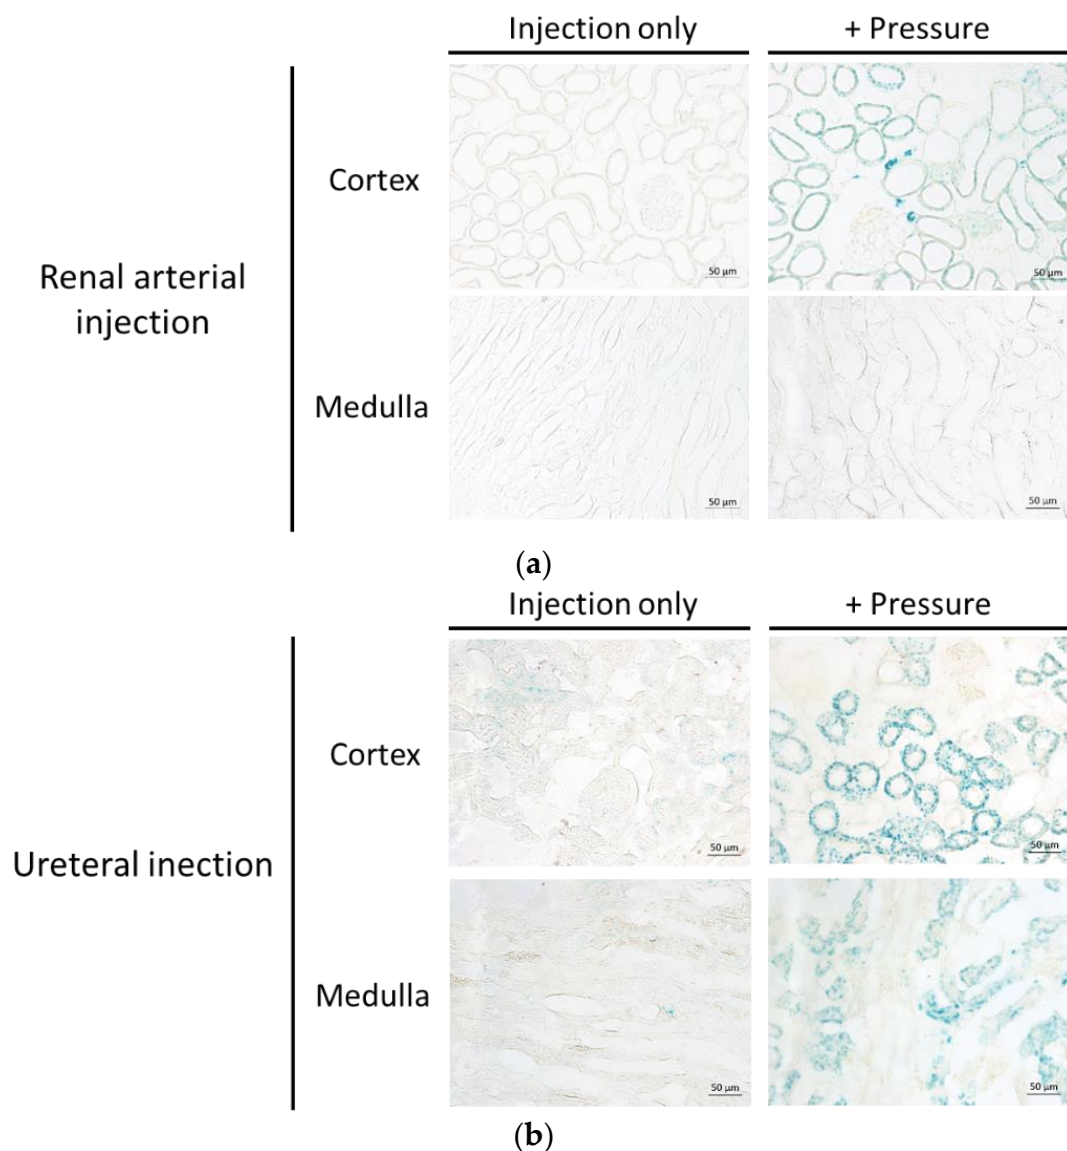 Injection only + Pressure
Renal arterial
injection
Cortex
50 µm 50 µm
Medulla
50 µm 50 µm
(a)
Injection only + Pressure
Ureteral inection
Cortex
50 µm 50 µm
Medulla
50 µm 50 µm
(b)